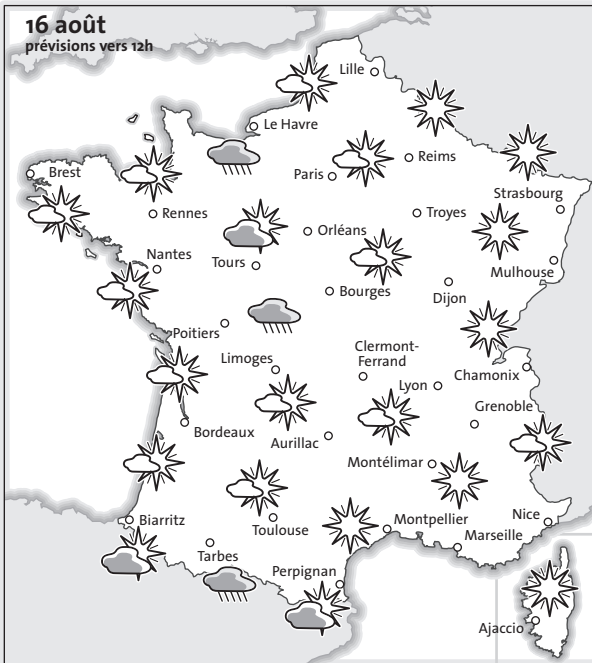 16 août
prévisions vers 12h
Lille
Le Havre
Reims
Paris
Brest
Strasbourg
Rennes
Troyes
Orléans
Nantes
Tours
Mulhouse
Bourges
Dijon
Poitiers
Clermont-
Ferrand
Limoges
Chamonix
Lyon
Grenoble
Bordeaux
Aurillac
Montélimar
Biarritz
Toulouse
Montpellier
Nice
Marseille
Tarbes
Perpignan
Ajaccio